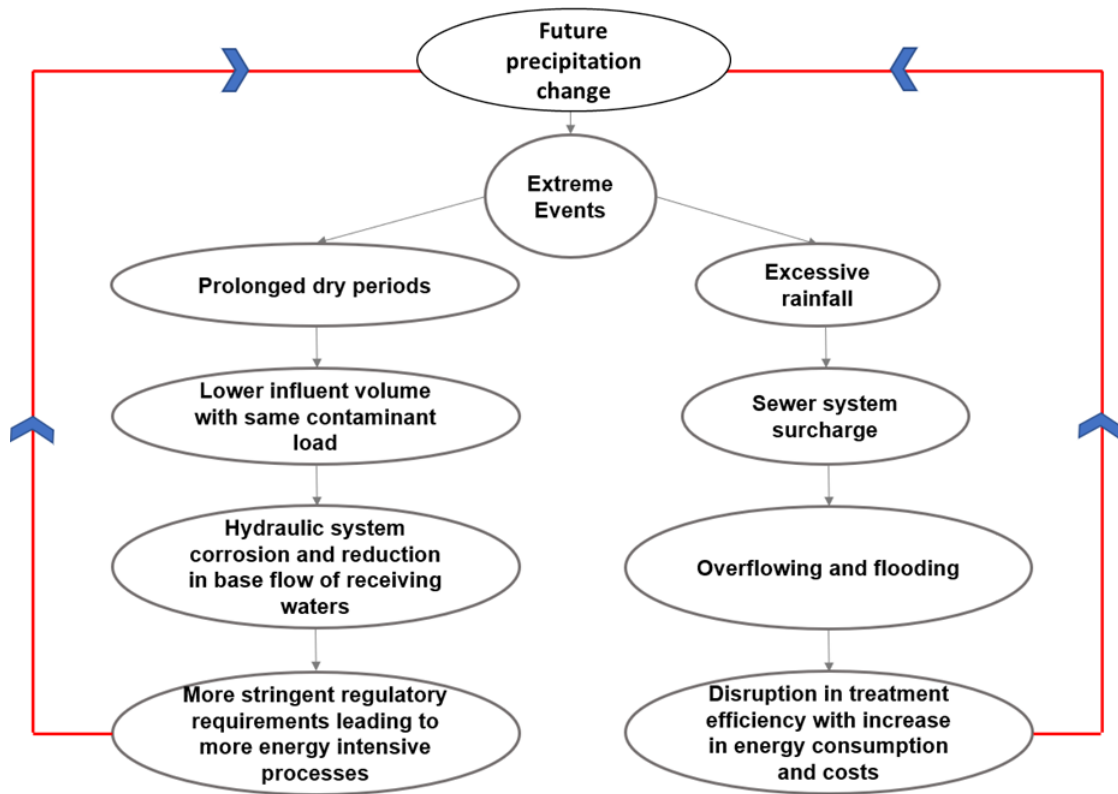 Future
precipitation
change
Extreme
Events
Prolonged dry periods
Excessive
rainfall
Lower influent volume
with same contaminant
load
Sewer system
surcharge
Hydraulic system
corrosion and reduction
in base flow of receiving
waters
Overflowing and flooding
More stringent regulatory
requirements leading to
more energy intensive
processes
Disruption in treatment
efficiency with increase
in energy consumption
and costs